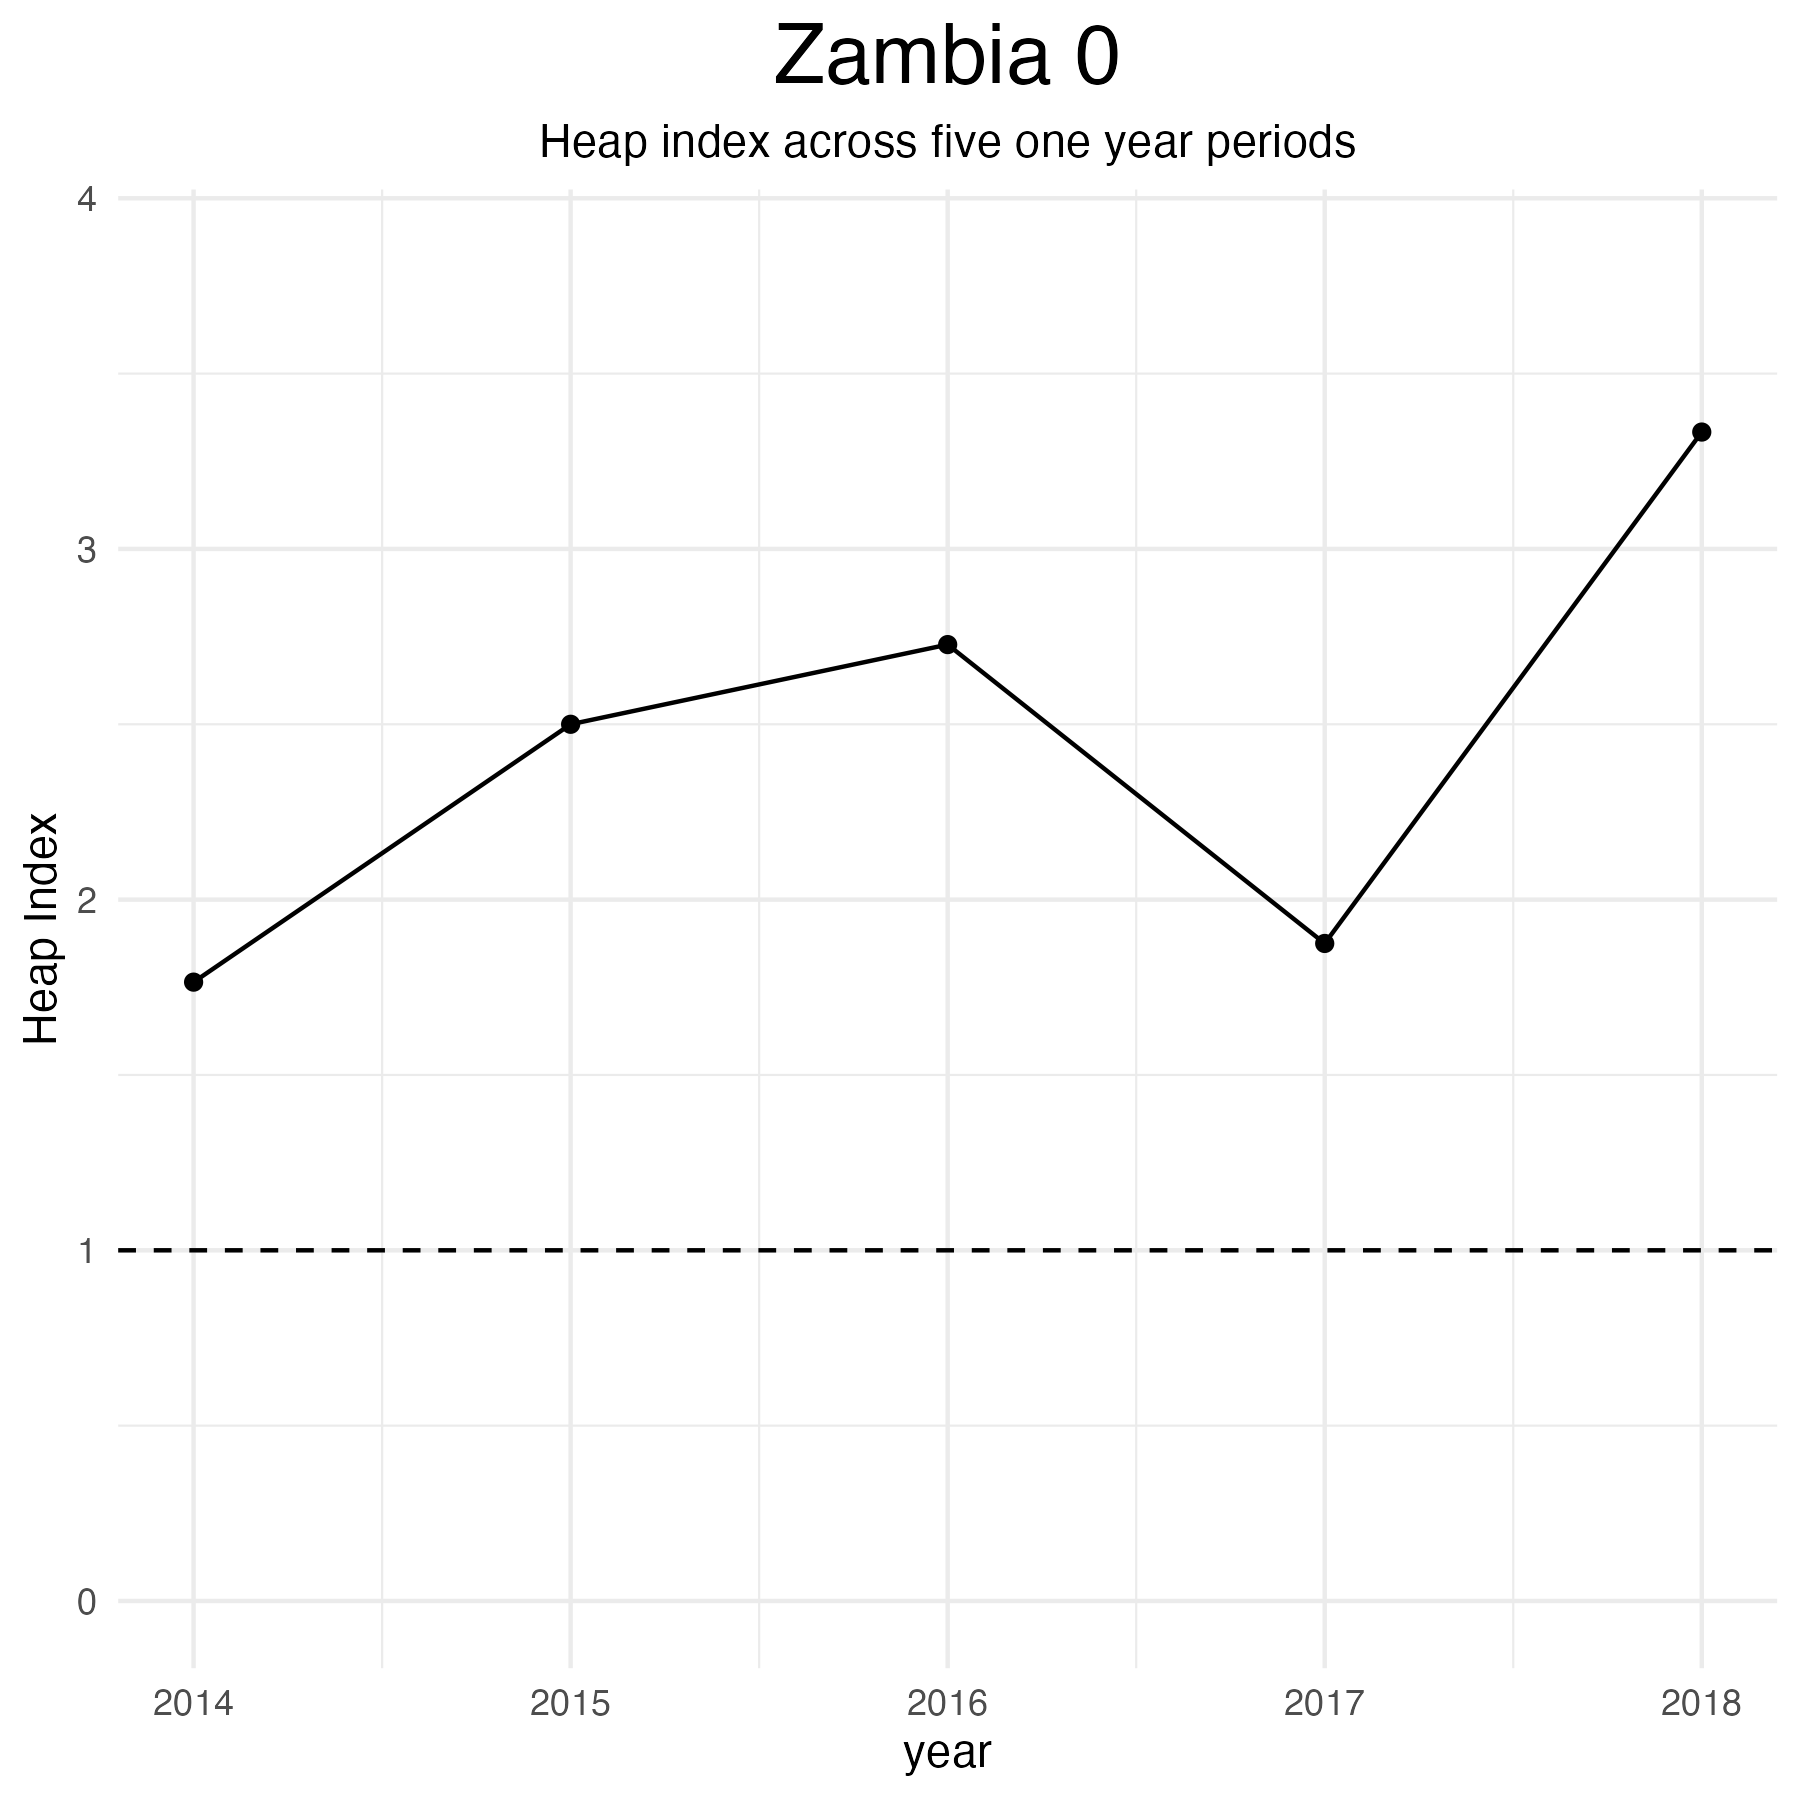 Zambia 0
Heap index across five one year periods
4
3
2
1
0
Heap Index
2014 2015 2016 2017 2018
year